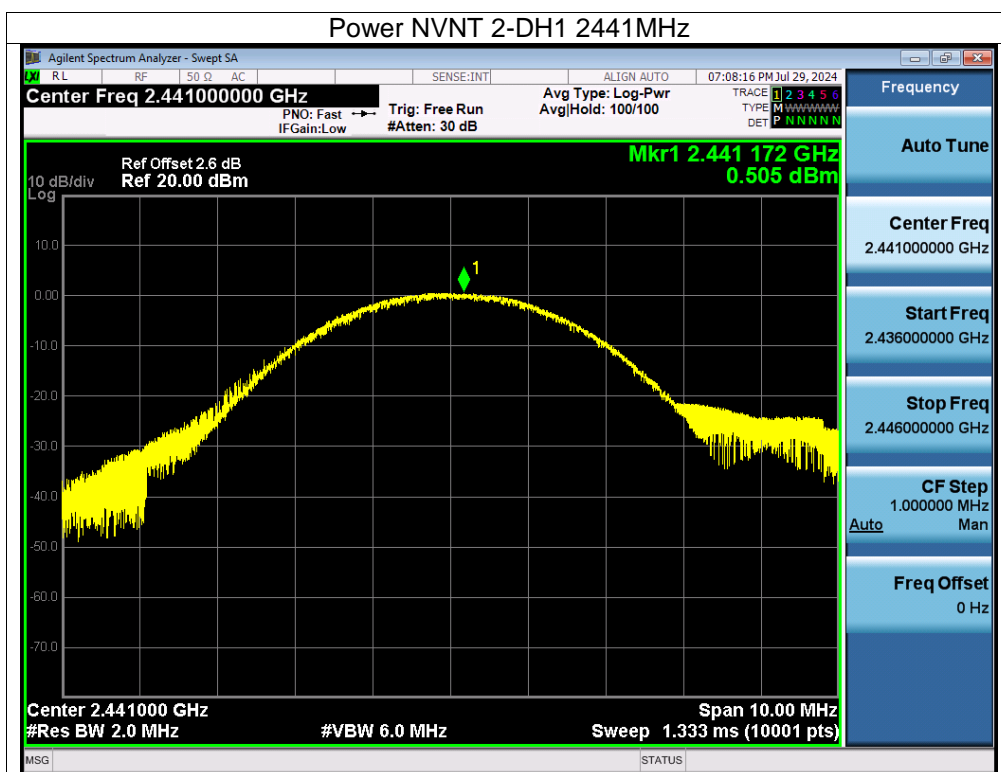 Power NVNT 2-DH1 2441MHz
Agilent Spectrum Analyzer - Swept SA
LXI RL RF 50 Ω AC SENSE:INT ALIGN AUTO 07:08:16 PM Jul 29, 2024
Center Freq 2.441000000 GHz
PNO: Fast
IFGain:Low
Trig: Free Run
#Atten: 30 dB
Avg Type: Log-Pwr
Avg|Hold: 100/100
TRACE 1 2 3 4 5 6
TYPE M WWWWW
DET P N N N N N
Mkr1 2.441 172 GHz
0.505 dBm
Ref Offset 2.6 dB
10 dB/div Ref 20.00 dBm
Log
10.0
0.00
-10.0
-20.0
-30.0
-40.0
-50.0
-60.0
-70.0
1
Center 2.441000 GHz Span 10.00 MHz
#Res BW 2.0 MHz #VBW 6.0 MHz Sweep 1.333 ms (10001 pts)
MSG STATUS
Frequency
Auto Tune
Center Freq
2.441000000 GHz
Start Freq
2.436000000 GHz
Stop Freq
2.446000000 GHz
CF Step
1.000000 MHz
Auto Man
Freq Offset
0 Hz